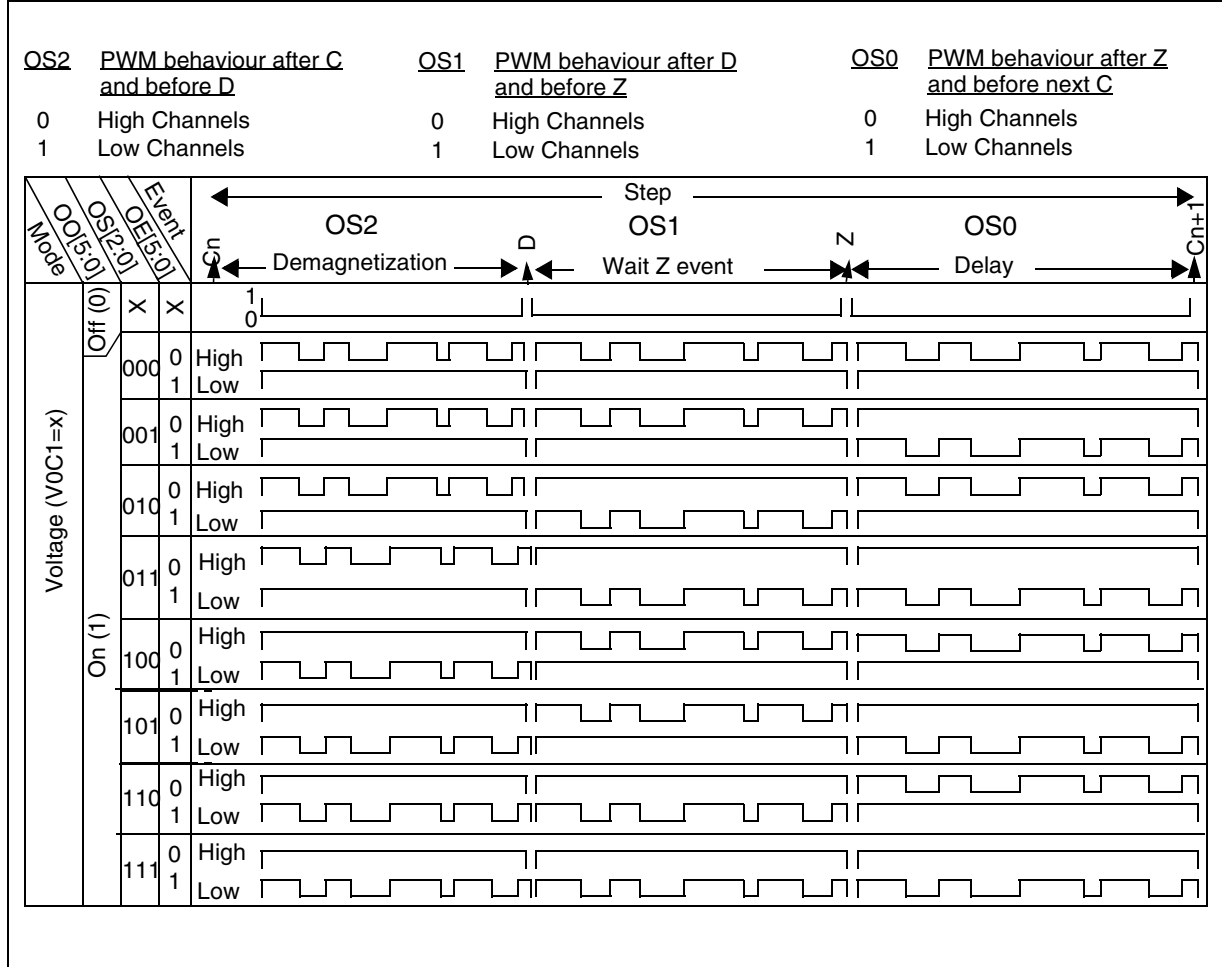 OS2 PWM behaviour after C and before D
0 High Channels
1 Low Channels
OS1 PWM behaviour after D and before Z
0 High Channels
1 Low Channels
OS0 PWM behaviour after Z and before next C
0 High Channels
1 Low Channels
Mode
OO[5:0]
OS[2:0]
OE[5:0]
Event
Step
Cn
OS2
D
OS1
Z
OS0
Cn+1
Demagnetization
Wait Z event
Delay
Voltage (V0C1=x)
Off (0)
X
X
1
0
On (1)
000
0 High
1 Low
001
0 High
1 Low
010
0 High
1 Low
011
0 High
1 Low
100
0 High
1 Low
101
0 High
1 Low
110
0 High
1 Low
111
0 High
1 Low